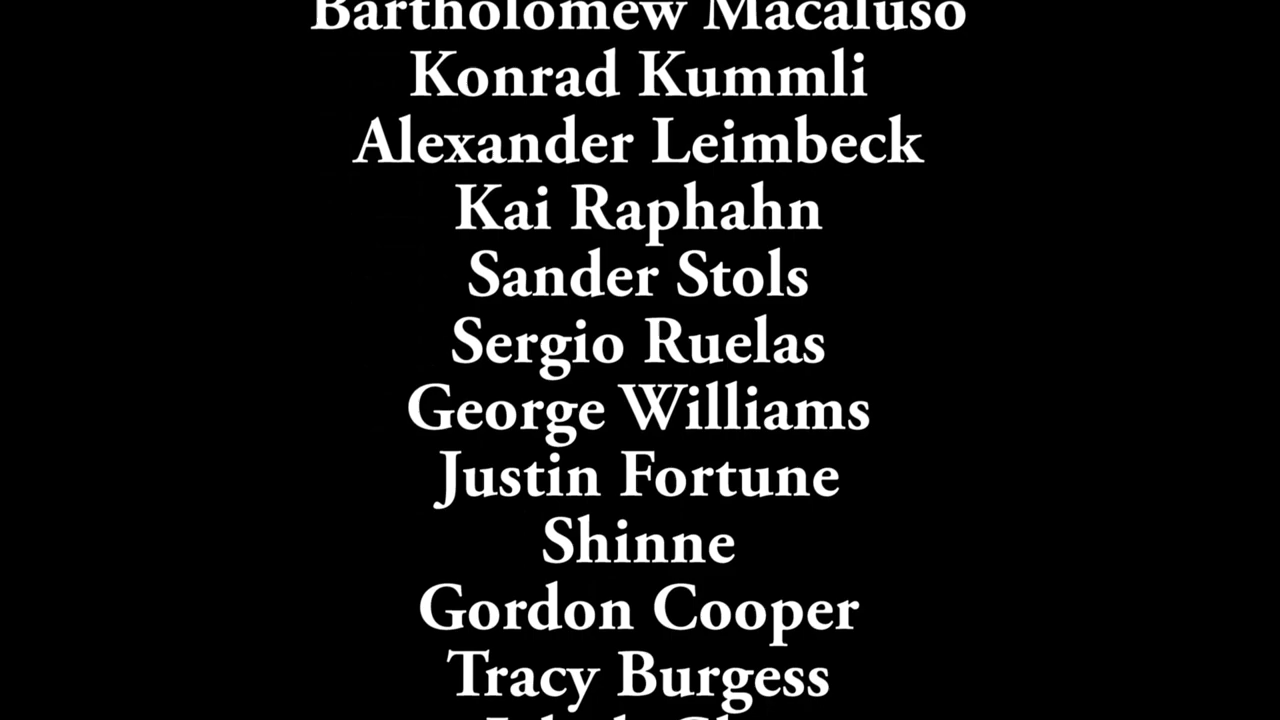 Bartholomew Macaluso
Konrad Kummli
Alexander Leimbeck
Kai Raphahn
Sander Stols
Sergio Ruelas
George Williams
Justin Fortune
Shinne
Gordon Cooper
Tracy Burgess